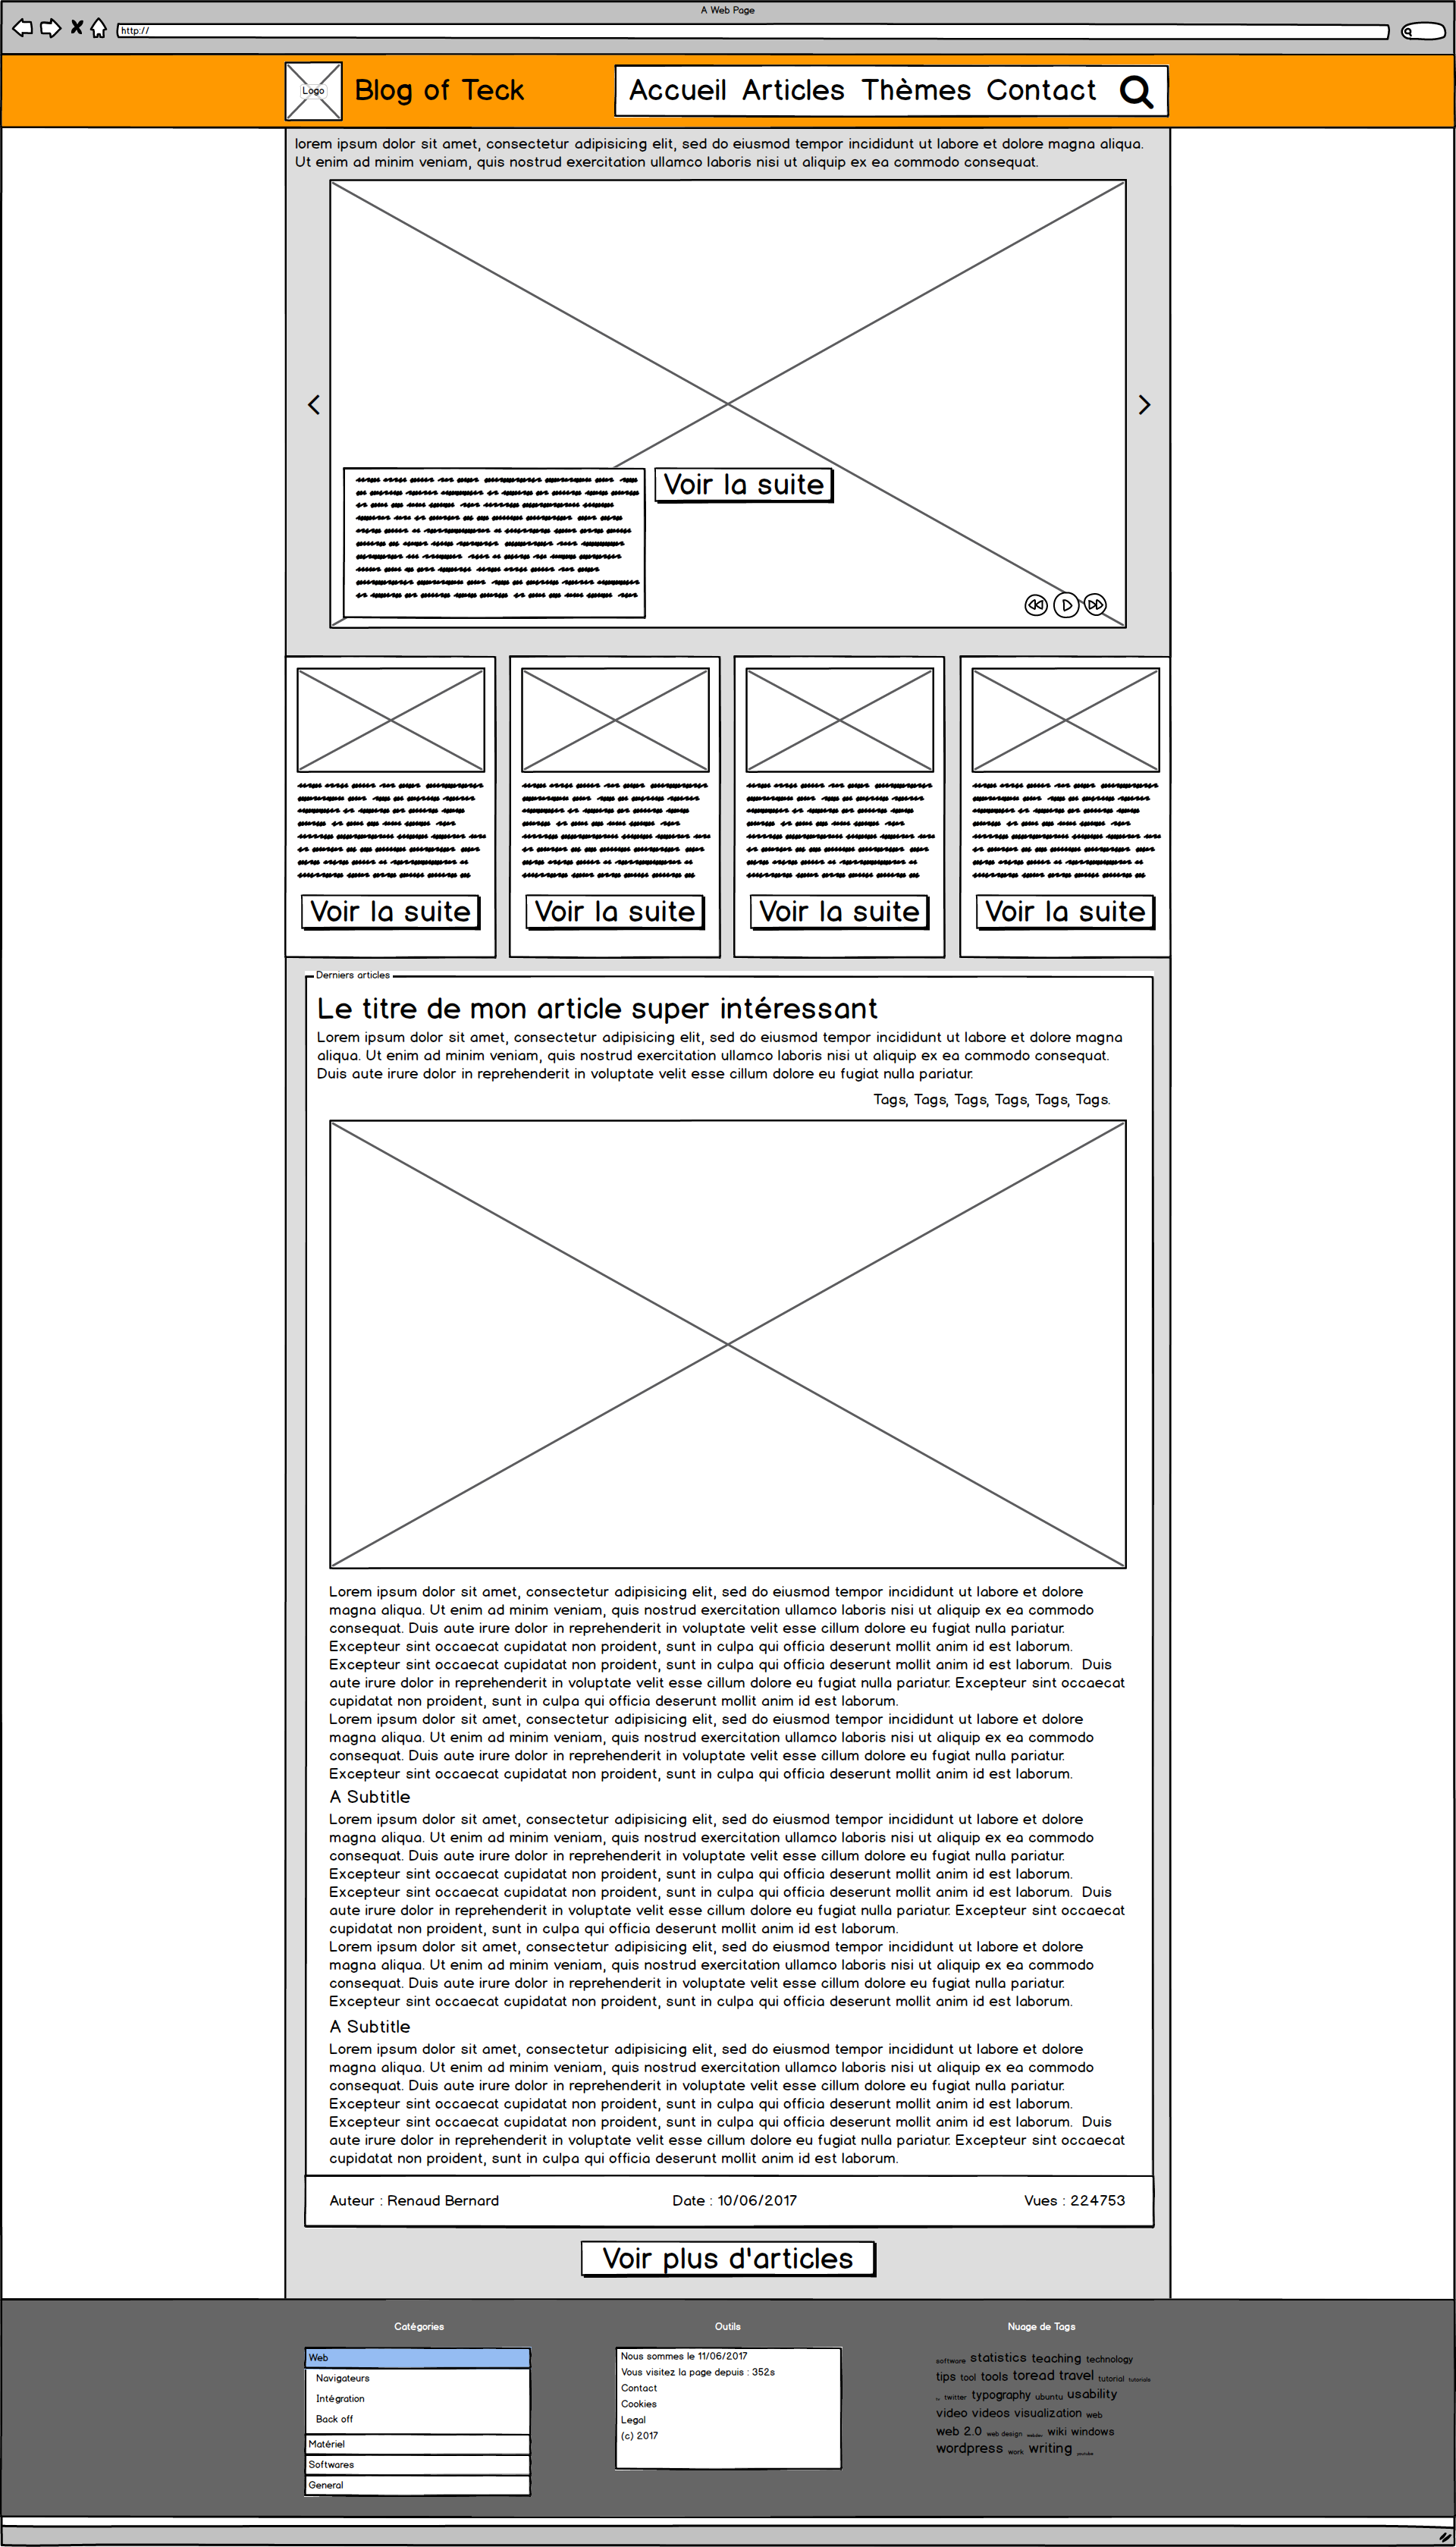 A Web Page
http://
Logo
Blog of Teck
Accueil Articles Thèmes Contact
lorem ipsum dolor sit amet, consectetur adipisicing elit, sed do eiusmod tempor incididunt ut labore et dolore magna aliqua.
Ut enim ad minim veniam, quis nostrud exercitation ullamco laboris nisi ut aliquip ex ea commodo consequat.
Voir la suite
Voir la suite
Voir la suite
Voir la suite
Voir la suite
Derniers articles
Le titre de mon article super intéressant
Lorem ipsum dolor sit amet, consectetur adipisicing elit, sed do eiusmod tempor incididunt ut labore et dolore magna
aliqua. Ut enim ad minim veniam, quis nostrud exercitation ullamco laboris nisi ut aliquip ex ea commodo consequat.
Duis aute irure dolor in reprehenderit in voluptate velit esse cillum dolore eu fugiat nulla pariatur.
Tags, Tags, Tags, Tags, Tags, Tags.
Lorem ipsum dolor sit amet, consectetur adipisicing elit, sed do eiusmod tempor incididunt ut labore et dolore
magna aliqua. Ut enim ad minim veniam, quis nostrud exercitation ullamco laboris nisi ut aliquip ex ea commodo
consequat. Duis aute irure dolor in reprehenderit in voluptate velit esse cillum dolore eu fugiat nulla pariatur.
Excepteur sint occaecat cupidatat non proident, sunt in culpa qui officia deserunt mollit anim id est laborum.
Excepteur sint occaecat cupidatat non proident, sunt in culpa qui officia deserunt mollit anim id est laborum.  Duis
aute irure dolor in reprehenderit in voluptate velit esse cillum dolore eu fugiat nulla pariatur. Excepteur sint occaecat
cupidatat non proident, sunt in culpa qui officia deserunt mollit anim id est laborum.
Lorem ipsum dolor sit amet, consectetur adipisicing elit, sed do eiusmod tempor incididunt ut labore et dolore
magna aliqua. Ut enim ad minim veniam, quis nostrud exercitation ullamco laboris nisi ut aliquip ex ea commodo
consequat. Duis aute irure dolor in reprehenderit in voluptate velit esse cillum dolore eu fugiat nulla pariatur.
Excepteur sint occaecat cupidatat non proident, sunt in culpa qui officia deserunt mollit anim id est laborum.
A Subtitle
Lorem ipsum dolor sit amet, consectetur adipisicing elit, sed do eiusmod tempor incididunt ut labore et dolore
magna aliqua. Ut enim ad minim veniam, quis nostrud exercitation ullamco laboris nisi ut aliquip ex ea commodo
consequat. Duis aute irure dolor in reprehenderit in voluptate velit esse cillum dolore eu fugiat nulla pariatur.
Excepteur sint occaecat cupidatat non proident, sunt in culpa qui officia deserunt mollit anim id est laborum.
Excepteur sint occaecat cupidatat non proident, sunt in culpa qui officia deserunt mollit anim id est laborum.  Duis
aute irure dolor in reprehenderit in voluptate velit esse cillum dolore eu fugiat nulla pariatur. Excepteur sint occaecat
cupidatat non proident, sunt in culpa qui officia deserunt mollit anim id est laborum.
Lorem ipsum dolor sit amet, consectetur adipisicing elit, sed do eiusmod tempor incididunt ut labore et dolore
magna aliqua. Ut enim ad minim veniam, quis nostrud exercitation ullamco laboris nisi ut aliquip ex ea commodo
consequat. Duis aute irure dolor in reprehenderit in voluptate velit esse cillum dolore eu fugiat nulla pariatur.
Excepteur sint occaecat cupidatat non proident, sunt in culpa qui officia deserunt mollit anim id est laborum.
A Subtitle
Lorem ipsum dolor sit amet, consectetur adipisicing elit, sed do eiusmod tempor incididunt ut labore et dolore
magna aliqua. Ut enim ad minim veniam, quis nostrud exercitation ullamco laboris nisi ut aliquip ex ea commodo
consequat. Duis aute irure dolor in reprehenderit in voluptate velit esse cillum dolore eu fugiat nulla pariatur.
Excepteur sint occaecat cupidatat non proident, sunt in culpa qui officia deserunt mollit anim id est laborum.
Excepteur sint occaecat cupidatat non proident, sunt in culpa qui officia deserunt mollit anim id est laborum.  Duis
aute irure dolor in reprehenderit in voluptate velit esse cillum dolore eu fugiat nulla pariatur. Excepteur sint occaecat
cupidatat non proident, sunt in culpa qui officia deserunt mollit anim id est laborum.
Auteur : Renaud Bernard
Date : 10/06/2017
Vues : 224753
Voir plus d'articles
Catégories
Web
Navigateurs
Intégration
Back off
Matériel
Softwares
General
Outils
Nous sommes le 11/06/2017
Vous visitez la page depuis : 352s
Contact
Cookies
Legal
(c) 2017
Nuage de Tags
software statistics teaching technology
tips tool tools toread travel tutorial tutorials
twitter typography ubuntu usability
video videos visualization web
web 2.0 web design wiki windows
wordpress work writing youtube